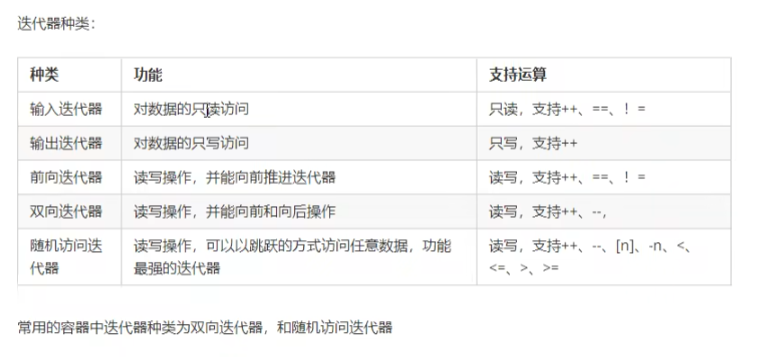 迭代器种类：
种类 功能 支持运算
输入迭代器 对数据的只读访问 只读，支持++、==、！=
输出迭代器 对数据的只写访问 只写，支持++
前向迭代器 读写操作，并能向前推进迭代器 读写，支持++、==、！=
双向迭代器 读写操作，并能向前和向后操作 读写，支持++、--，
随机访问迭 读写操作，可以以跳跃的方式访问任意数据，功能 读写，支持++、--、[n]、-n、<、
代器 最强的迭代器 <=、>、>=
常用的容器中迭代器种类为双向迭代器，和随机访问迭代器